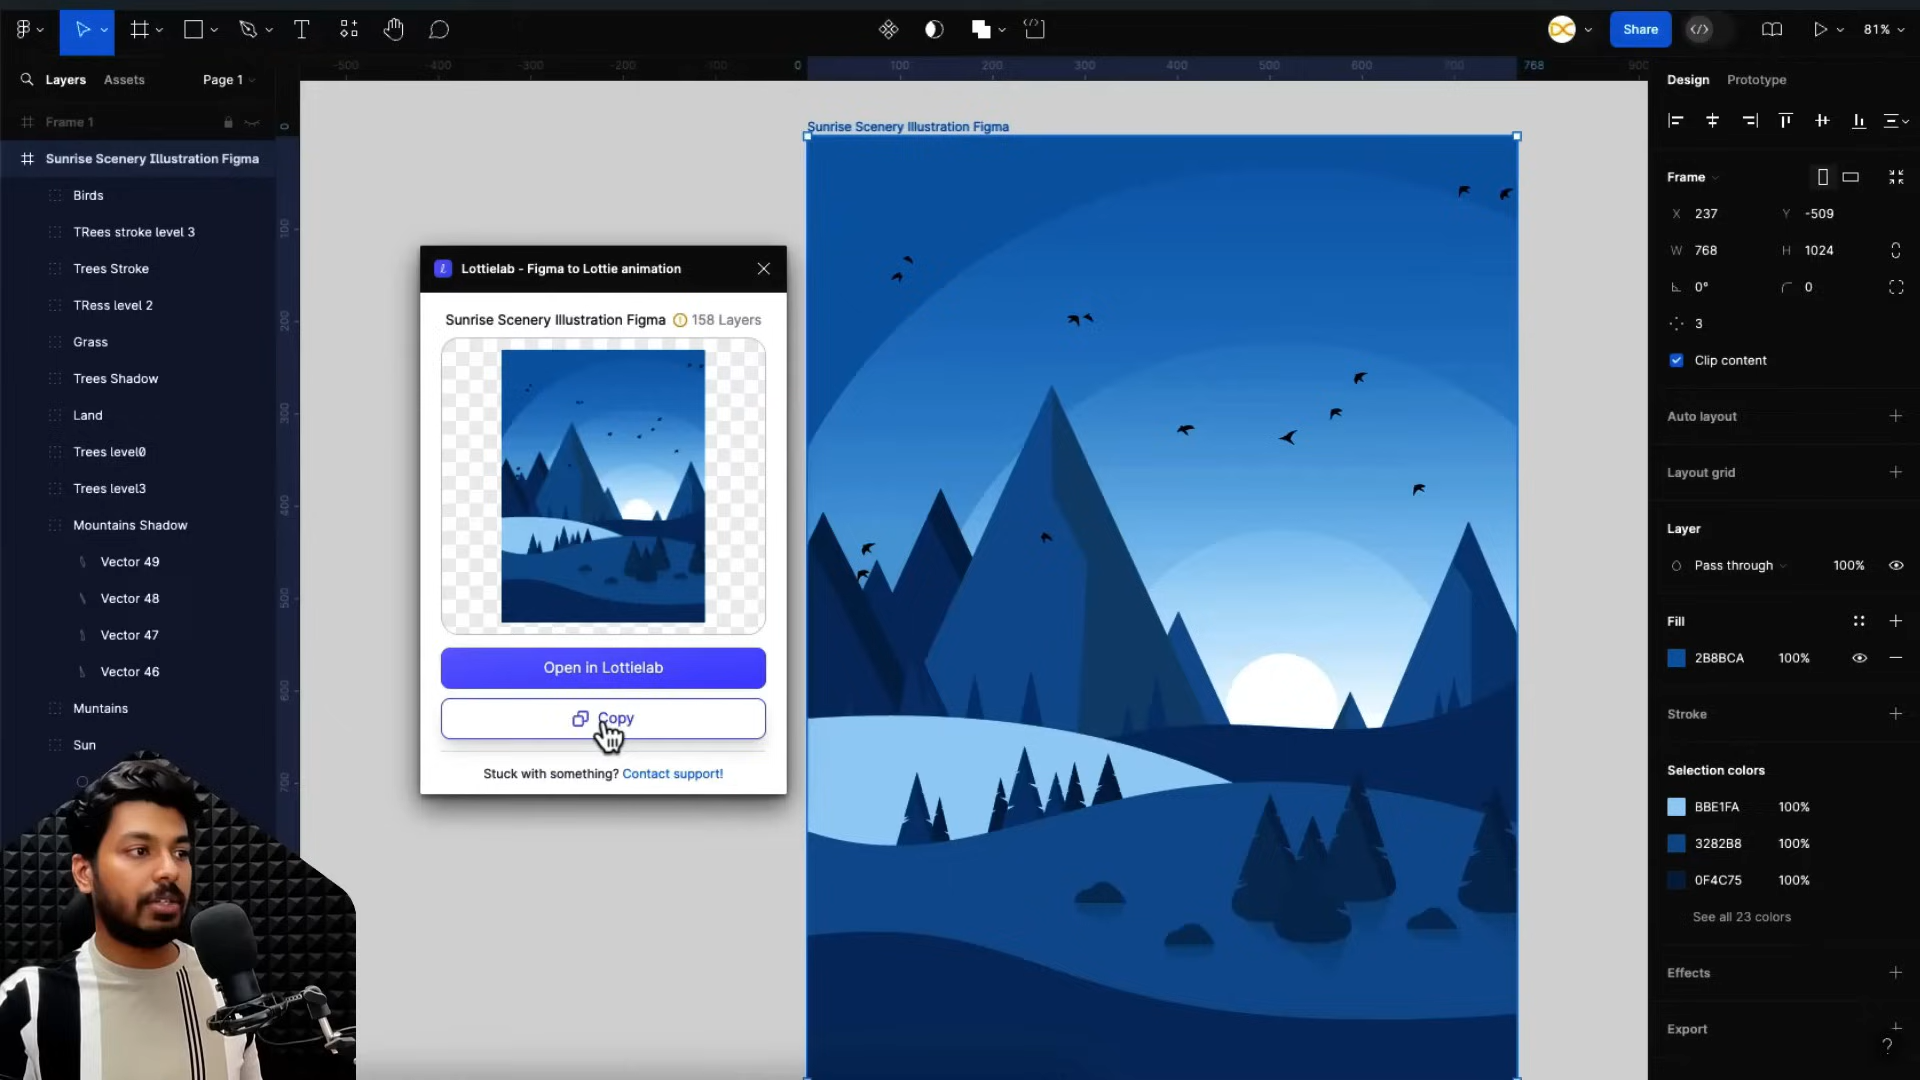 Share
81%
Layers Assets Page 1
Design Prototype
-500 -400 -300 -200 -100 0 100 200 300 400 500 600 700 768 900
Frame 1
Sunrise Scenery Illustration Figma
Birds
TRees stroke level 3
Trees Stroke
TRess level 2
Grass
Trees Shadow
Land
Trees level0
Trees level3
Mountains Shadow
Vector 49
Vector 48
Vector 47
Vector 46
Muntains
Sun
0
100
200
300
400
500
600
700
Sunrise Scenery Illustration Figma
Lottielab - Figma to Lottie animation
Sunrise Scenery Illustration Figma 158 Layers
Open in Lottielab
Copy
Stuck with something? Contact support!
Frame
X 237 Y -509
W 768 H 1024
0° 0
3
Clip content
Auto layout
Layout grid
Layer
Pass through 100%
Fill
2B8BCA 100%
Stroke
Selection colors
BBE1FA 100%
3282B8 100%
0F4C75 100%
See all 23 colors
Effects
Export
?